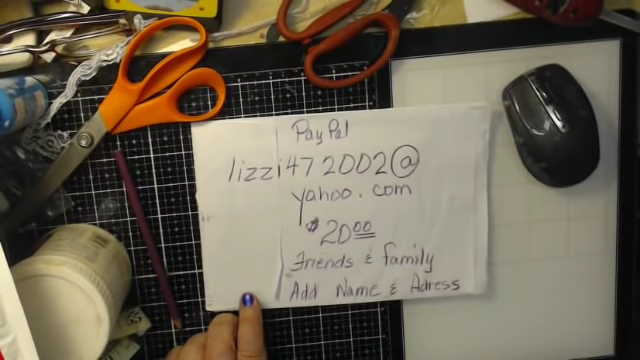 PayPal
lizzi472002@
yahoo.com
$20.00
Friends & family
Add Name & Adress